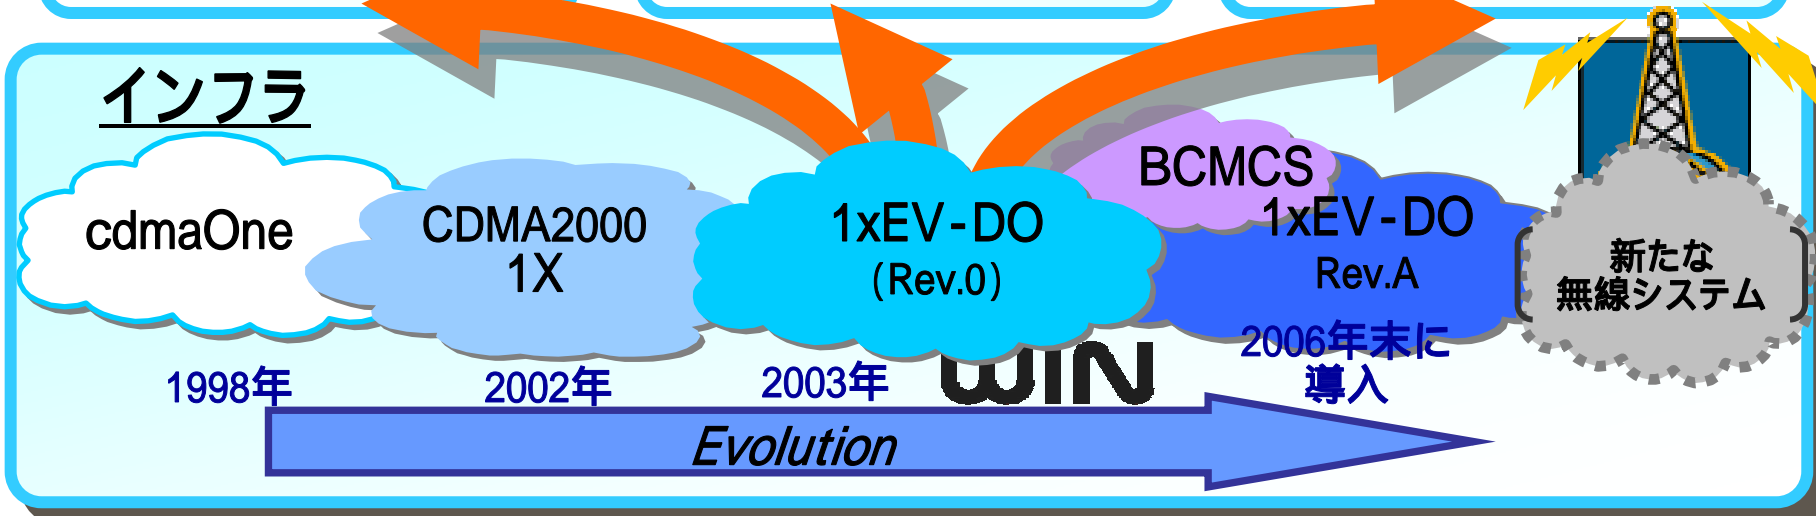 インフラ
cdmaOne
CDMA2000
1X
1xEV-DO
(Rev.0)
BCMCS
1xEV-DO
Rev.A
新たな
無線システム
1998年
2002年
2003年
WIN
2006年末に
導入
Evolution